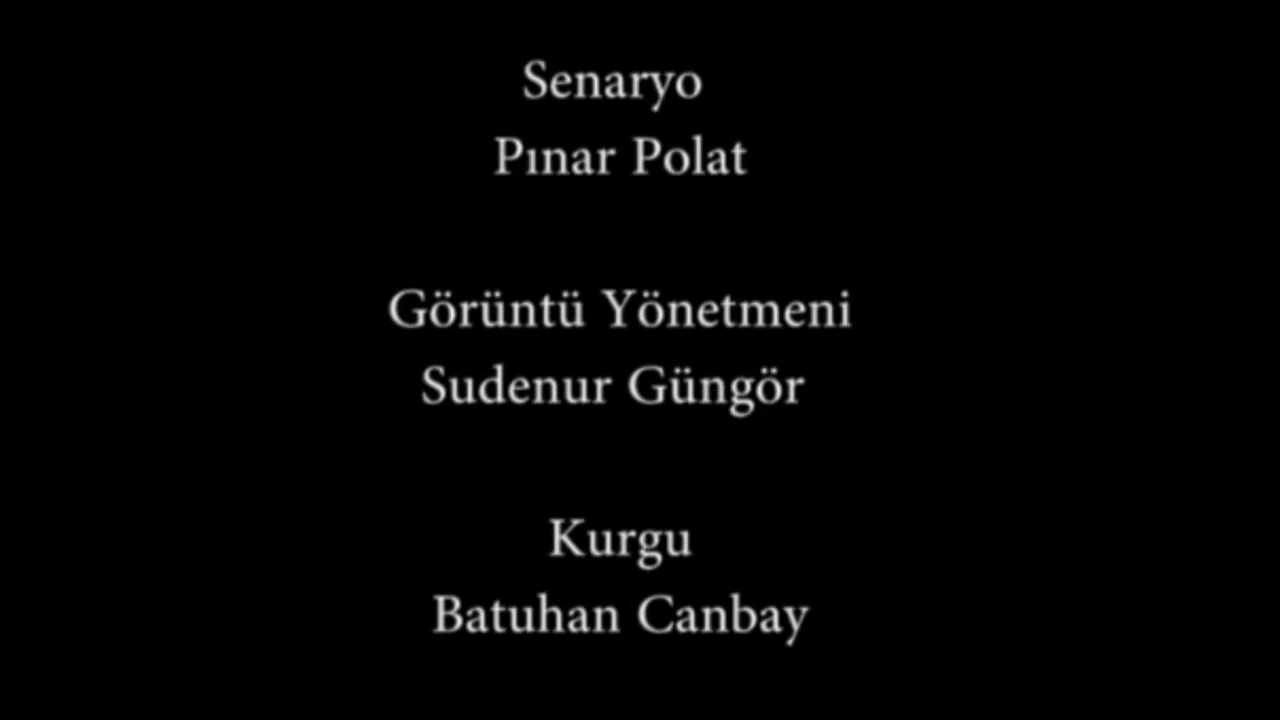 Senaryo
Pınar Polat
Görüntü Yönetmeni
Sudenur Güngör
Kurgu
Batuhan Canbay